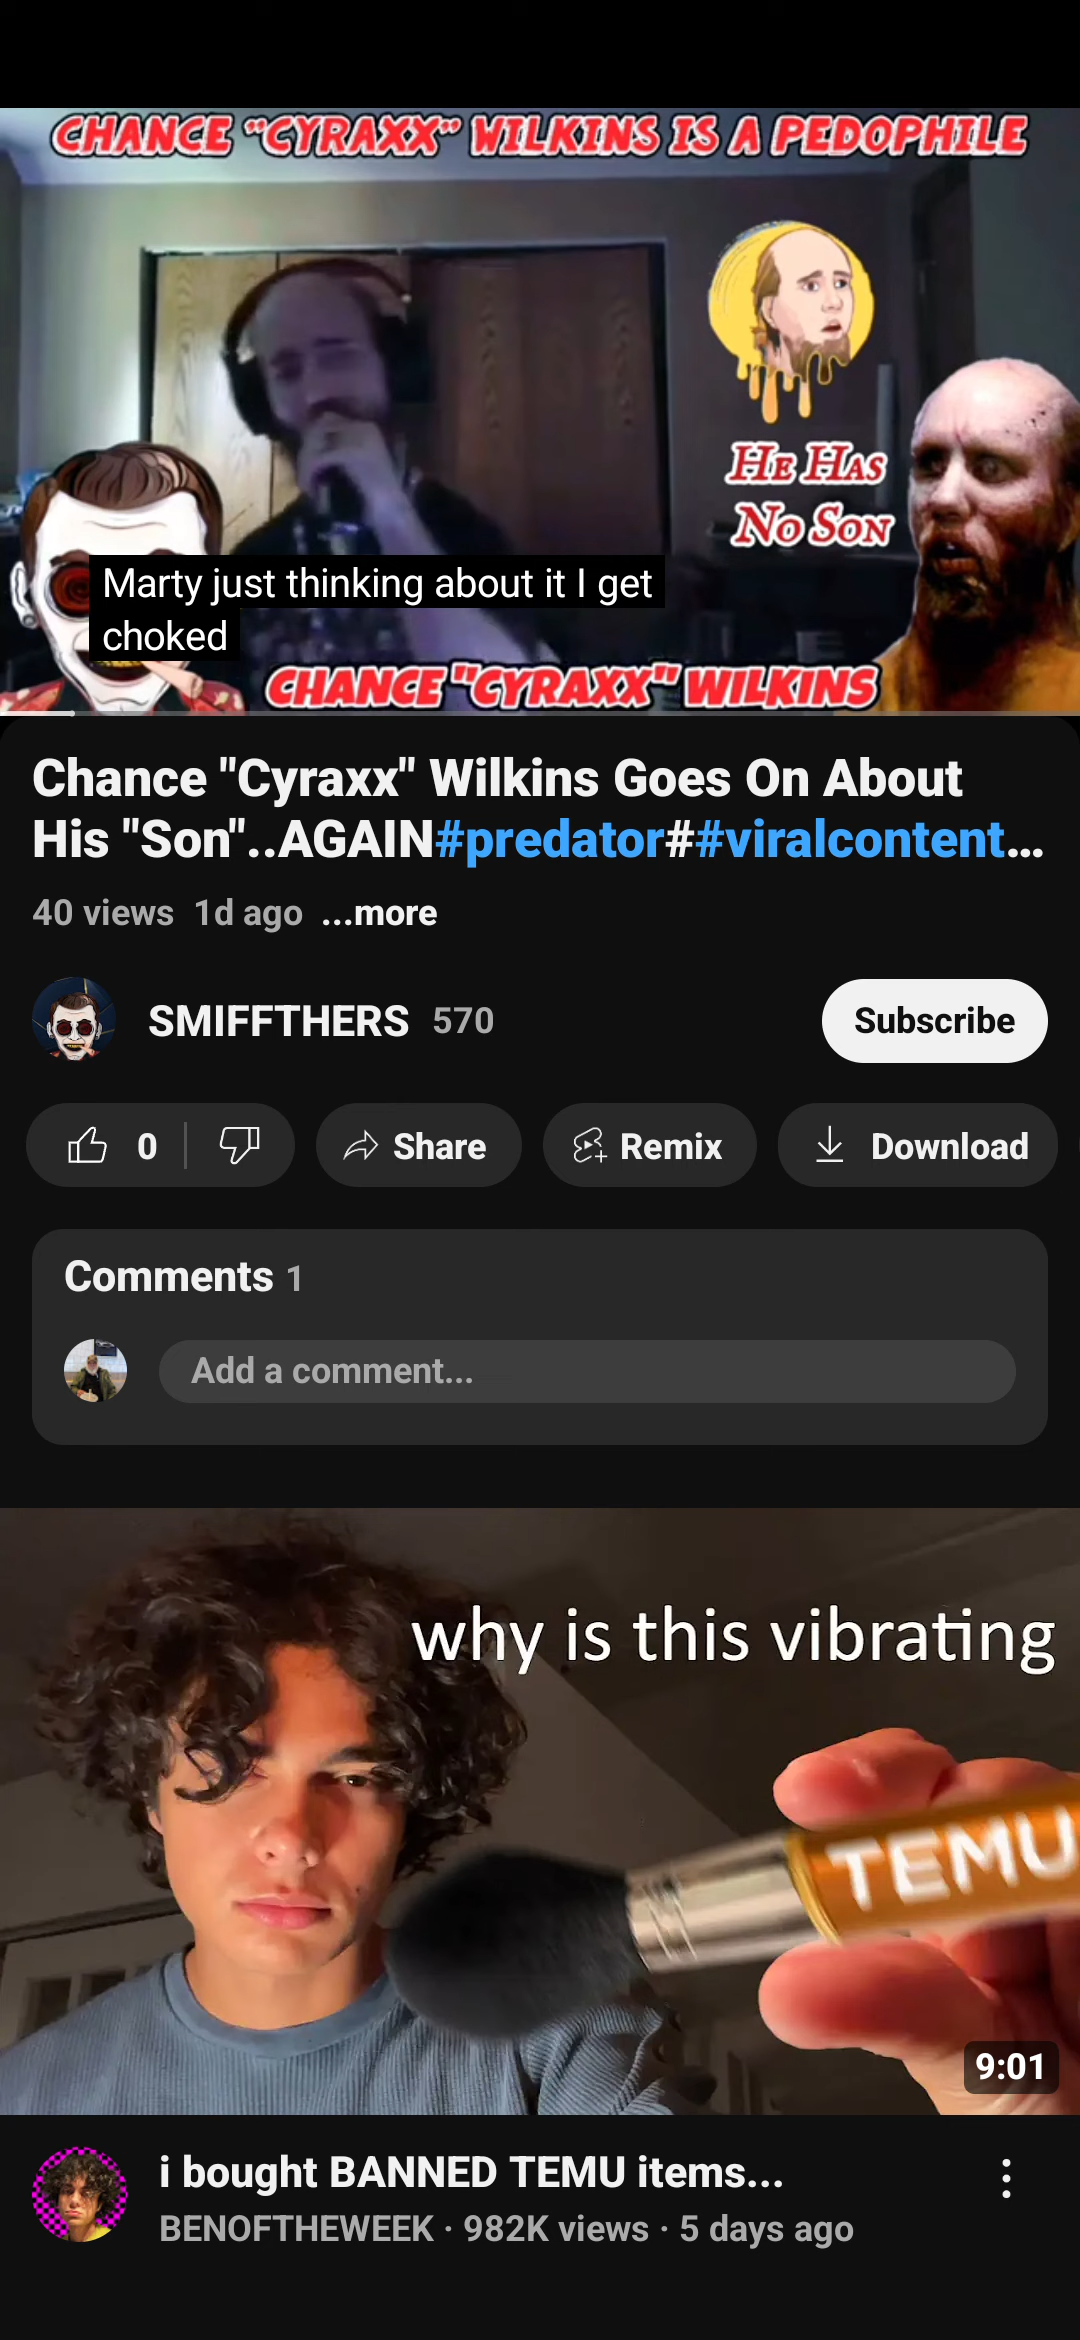 CHANCE "CYRAXX" WILKINS IS A PEDOPHILE
HE HAS
NO SON
Marty just thinking about it I get
choked
CHANCE "CYRAXX" WILKINS
Chance "Cyraxx" Wilkins Goes On About
His "Son"..AGAIN#predator##viralcontent...
40 views 1d ago ...more
SMIFFTHERS 570
Subscribe
0
Share
Remix
Download
Comments 1
Add a comment...
why is this vibrating
TEMU
9:01
i bought BANNED TEMU items...
BENOFTHEWEEK · 982K views · 5 days ago